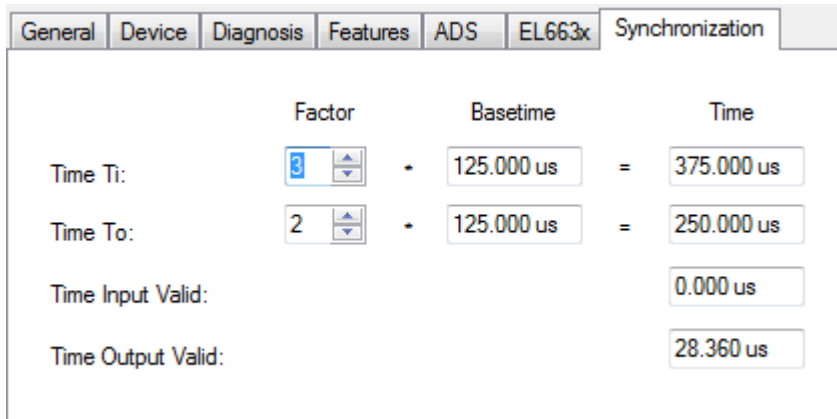 General Device Diagnosis Features ADS EL663x Synchronization
Factor Basetime Time
Time Ti: 3 * 125.000 us = 375.000 us
Time To: 2 * 125.000 us = 250.000 us
Time Input Valid: 0.000 us
Time Output Valid: 28.360 us